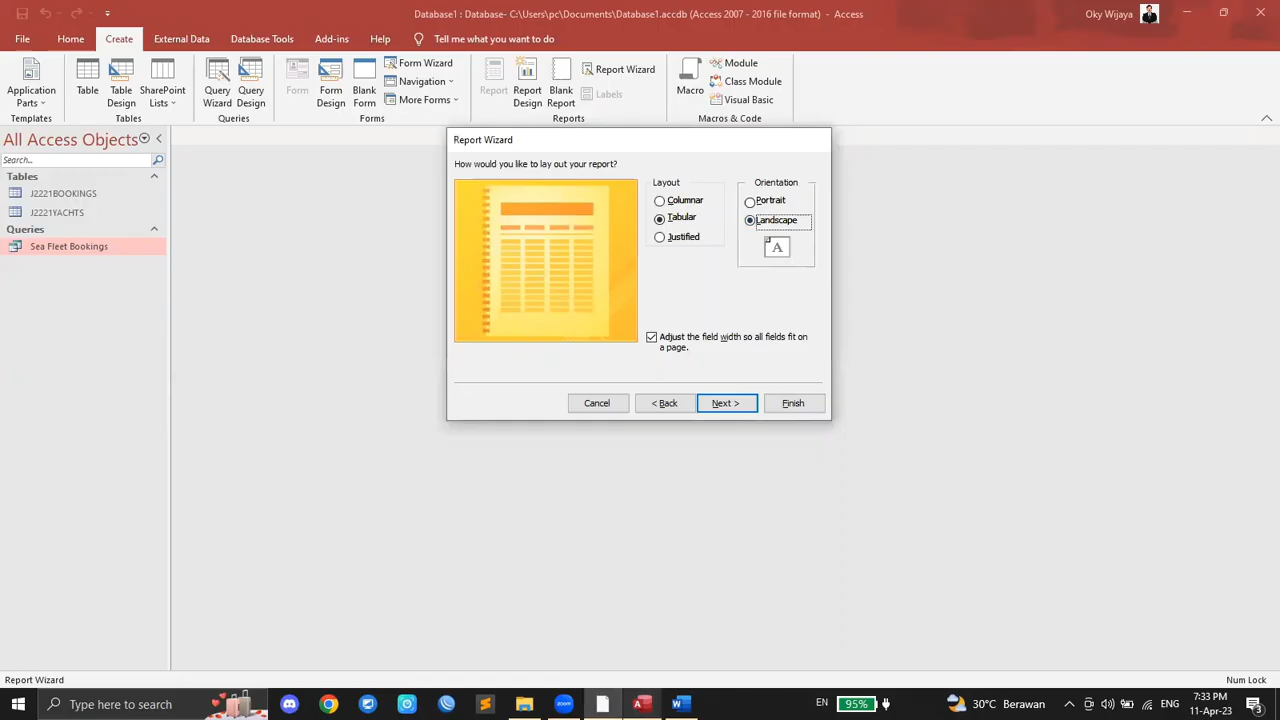 Database1 : Database- C:\Users\pc\Documents\Database1.accdb (Access 2007 - 2016 file format) - Access
Oky Wijaya
File
Home
Create
External Data
Database Tools
Add-ins
Help
Tell me what you want to do
Application
Parts
Templates
Table
Table
Design
SharePoint
Lists
Tables
Query
Wizard
Query
Design
Queries
Form
Form
Design
Blank
Form
Form Wizard
Navigation
More Forms
Forms
Report
Report
Design
Blank
Report
Report Wizard
Labels
Reports
Macro
Module
Class Module
Visual Basic
Macros & Code
All Access Objects
Search...
Tables
J2221BOOKINGS
J2221YACHTS
Queries
Sea Fleet Bookings
Report Wizard
How would you like to lay out your report?
Layout
Columnar
Tabular
Justified
Orientation
Portrait
Landscape
A
Adjust the field width so all fields fit on
a page.
Cancel
< Back
Next >
Finish
Report Wizard
Num Lock
Type here to search
zoom
EN
95%
30°C Berawan
ENG
7:33 PM
11-Apr-23
3